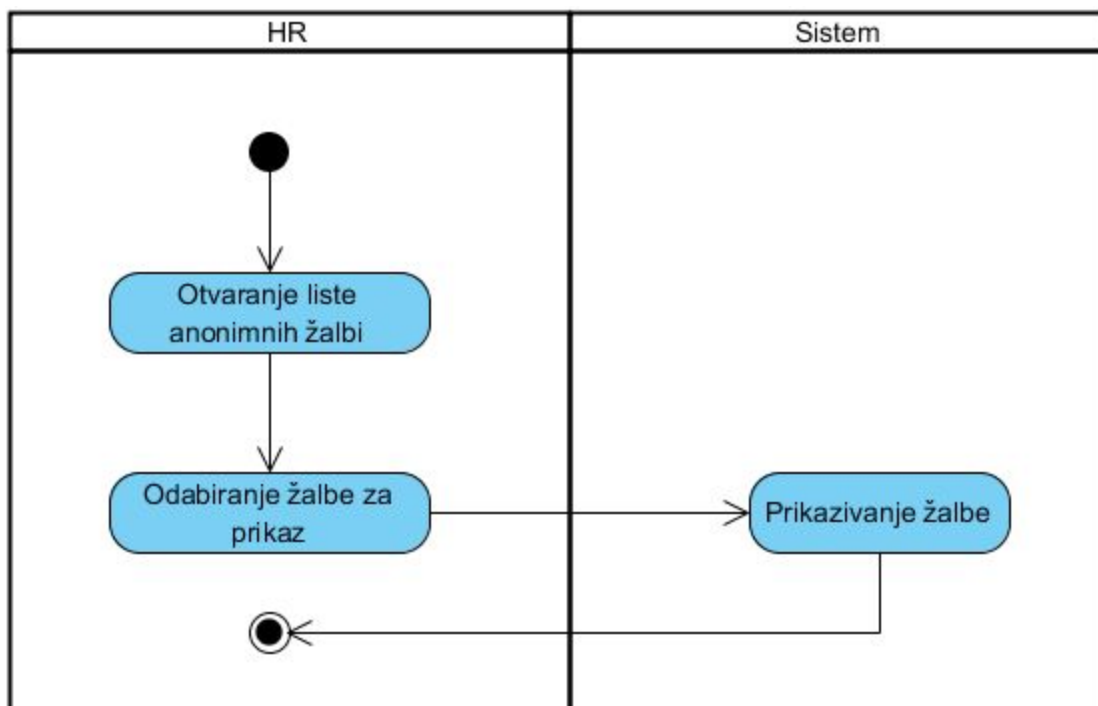 HR
Sistem
Otvaranje liste
anonimnih žalbi
Odabiranje žalbe za
prikaz
Prikazivanje žalbe